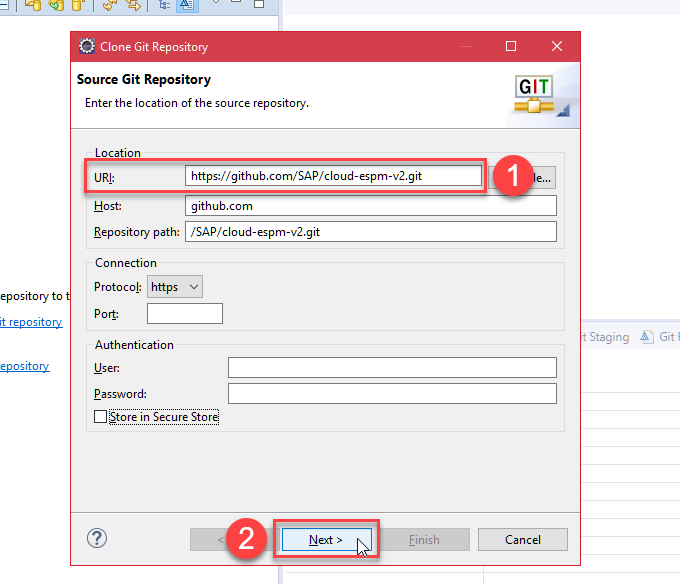 Clone Git Repository
Source Git Repository
Enter the location of the source repository.
GIT
Location
URI: https://github.com/SAP/cloud-espm-v2.git 1 le...
Host: github.com
Repository path: /SAP/cloud-espm-v2.git
Connection
epository to t
Protocol: https
it repository
Port:
t Staging Git
Authentication
epository
User:
Password:
Store in Secure Store
? < 2 Next > Finish Cancel